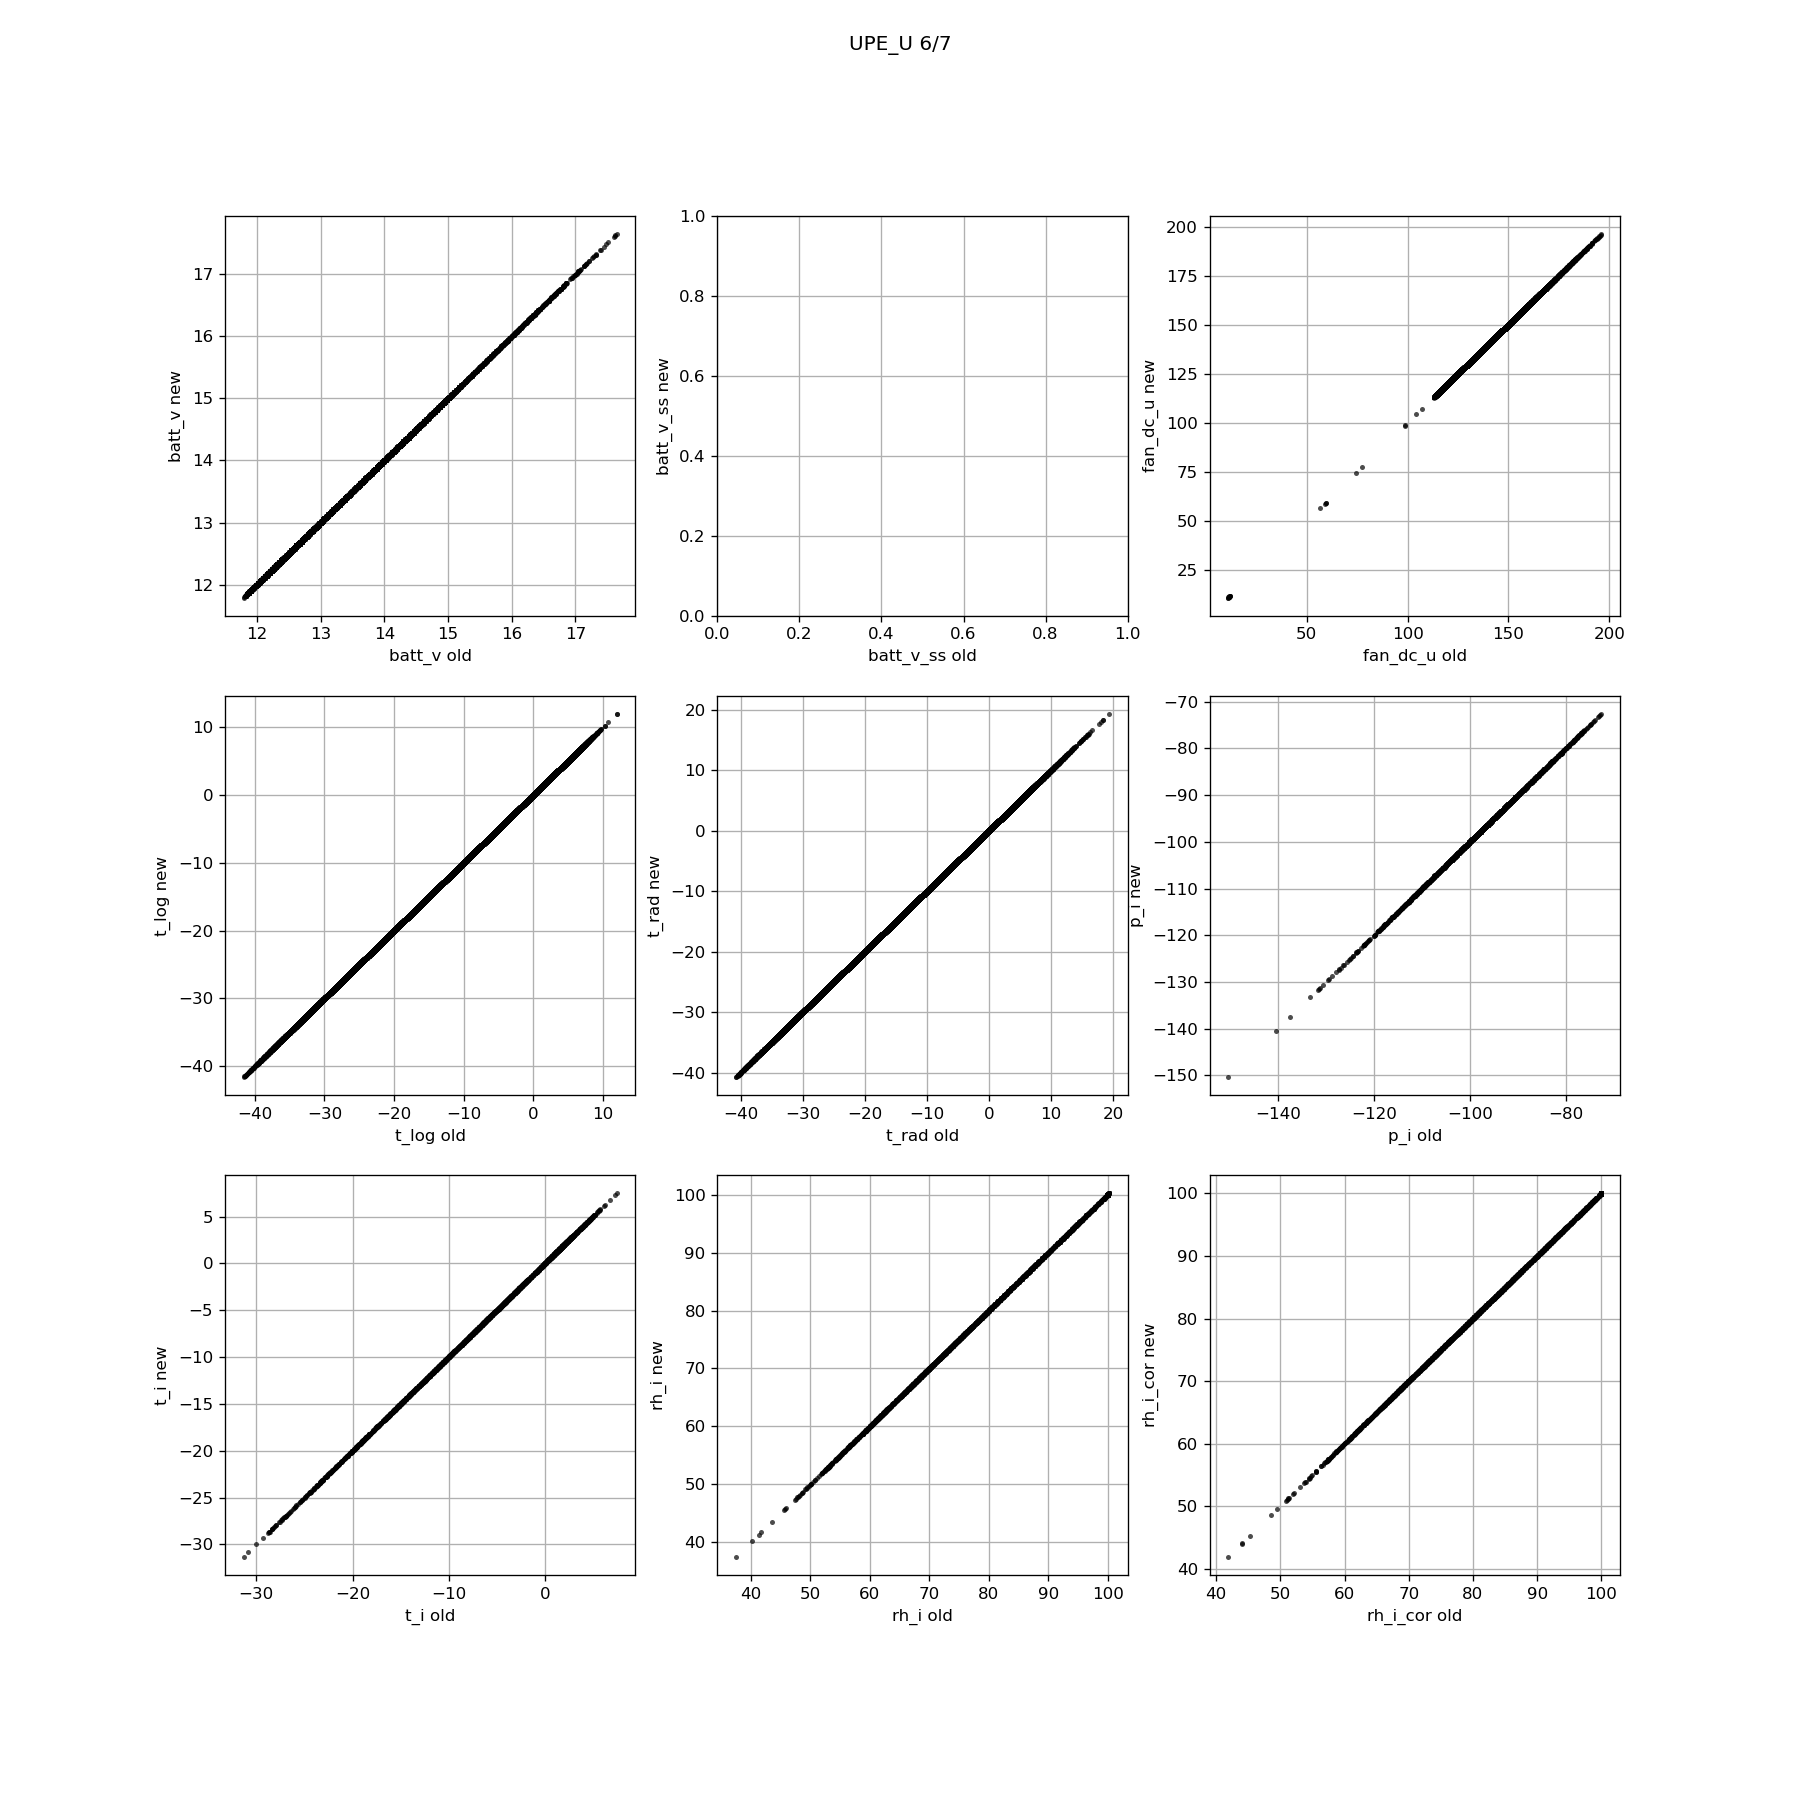 UPE_U 6/7
batt_v new
17
16
15
14
13
12
12 13 14 15 16 17
batt_v old
batt_v_ss new
1.0
0.8
0.6
0.4
0.2
0.0
0.0 0.2 0.4 0.6 0.8 1.0
batt_v_ss old
fan_dc_u new
200
175
150
125
100
75
50
25
50 100 150 200
fan_dc_u old
t_log new
10
0
−10
−20
−30
−40
−40 −30 −20 −10 0 10
t_log old
t_rad new
20
10
0
−10
−20
−30
−40
−40 −30 −20 −10 0 10 20
t_rad old
p_i new
−70
−80
−90
−100
−110
−120
−130
−140
−150
−140 −120 −100 −80
p_i old
t_i new
5
0
−5
−10
−15
−20
−25
−30
−30 −20 −10 0
t_i old
rh_i new
100
90
80
70
60
50
40
40 50 60 70 80 90 100
rh_i old
rh_i_cor new
100
90
80
70
60
50
40
40 50 60 70 80 90 100
rh_i_cor old